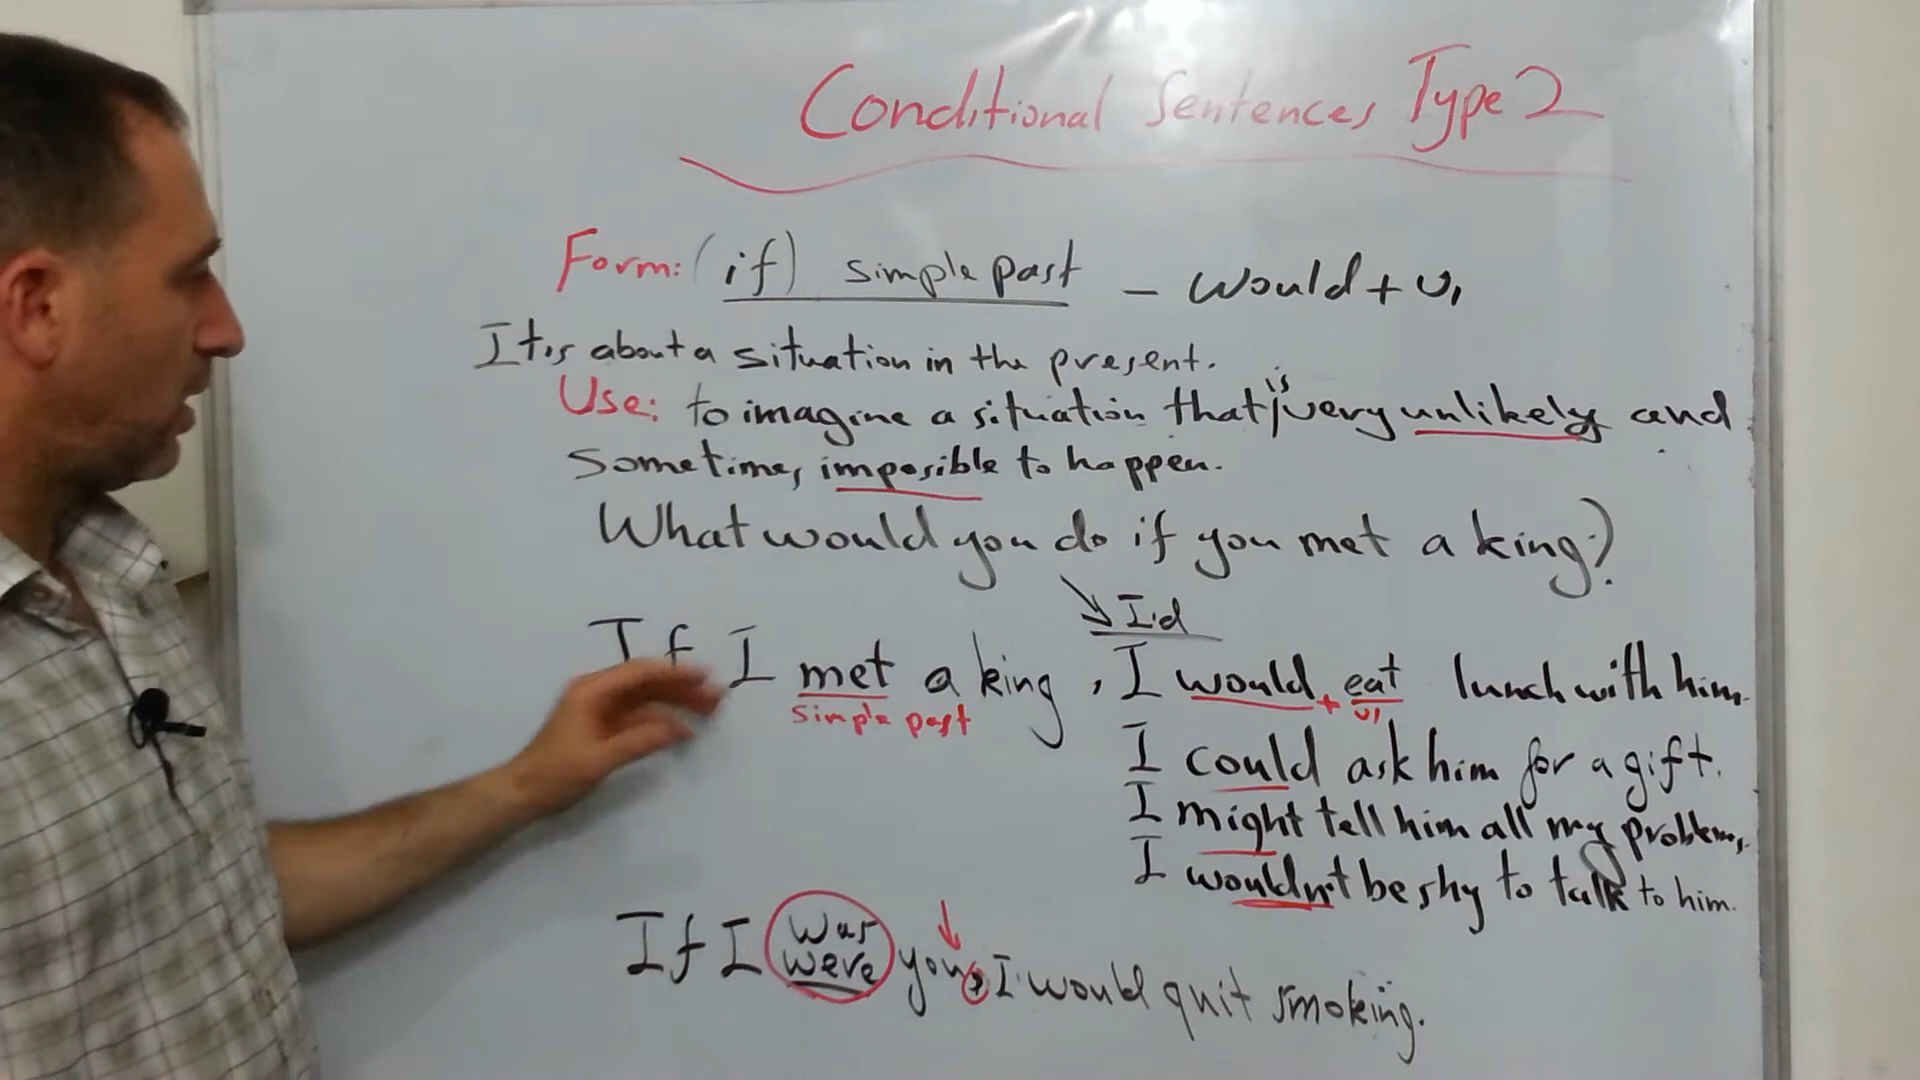 Conditional Sentences Type 2
Form: (if) simple past – would + v1
It is about a situation in the present.
Use: to imagine a situation that is very unlikely and
sometimes imposible to happen.
What would you do if you met a king?
I'd
If I met a king, I would + eat lunch with him.
simple past v1
I could ask him for a gift.
I might tell him all my problems.
I wouldn't be shy to talk to him.
was
If I were you, I would quit smoking.